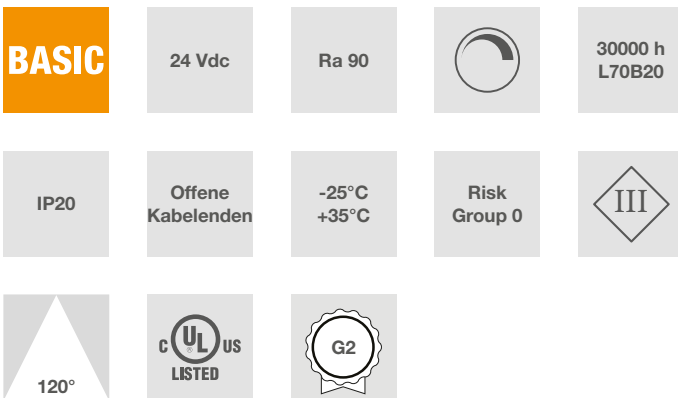 BASIC
24 Vdc
Ra 90
30000 h
L70B20
IP20
Offene
Kabelenden
-25°C
+35°C
Risk
Group 0
III
120°
C UL US
®
LISTED
G2